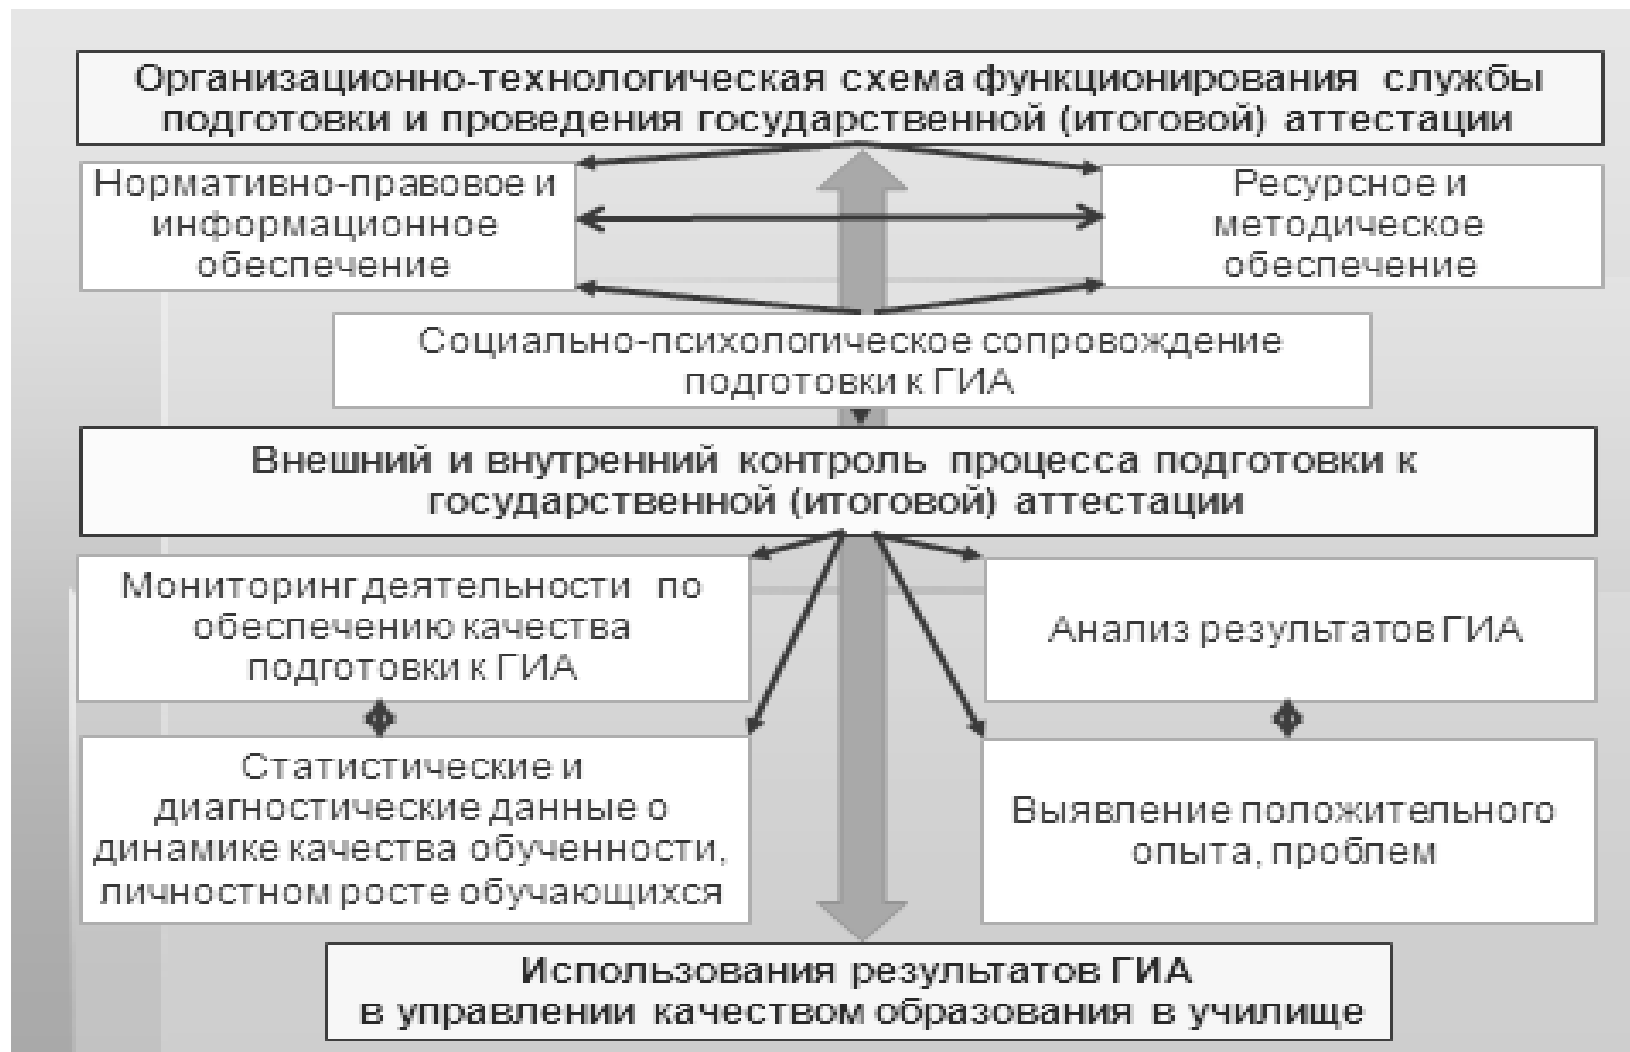 Организационно-технологическая схема функционирования службы
подготовки и проведения государственной (итоговой) аттестации
Нормативно-правовое и
информационное
обеспечение
Ресурсное и
методическое
обеспечение
Социально-психологическое сопровождение
подготовки к ГИА
Внешний и внутренний контроль процесса подготовки к
государственной (итоговой) аттестации
Мониторинг деятельности по
обеспечению качества
подготовки к ГИА
Анализ результатов ГИА
Статистические и
диагностические данные о
динамике качества обученности,
личностном росте обучающихся
Выявление положительного
опыта, проблем
Использования результатов ГИА
в управлении качеством образования в училище